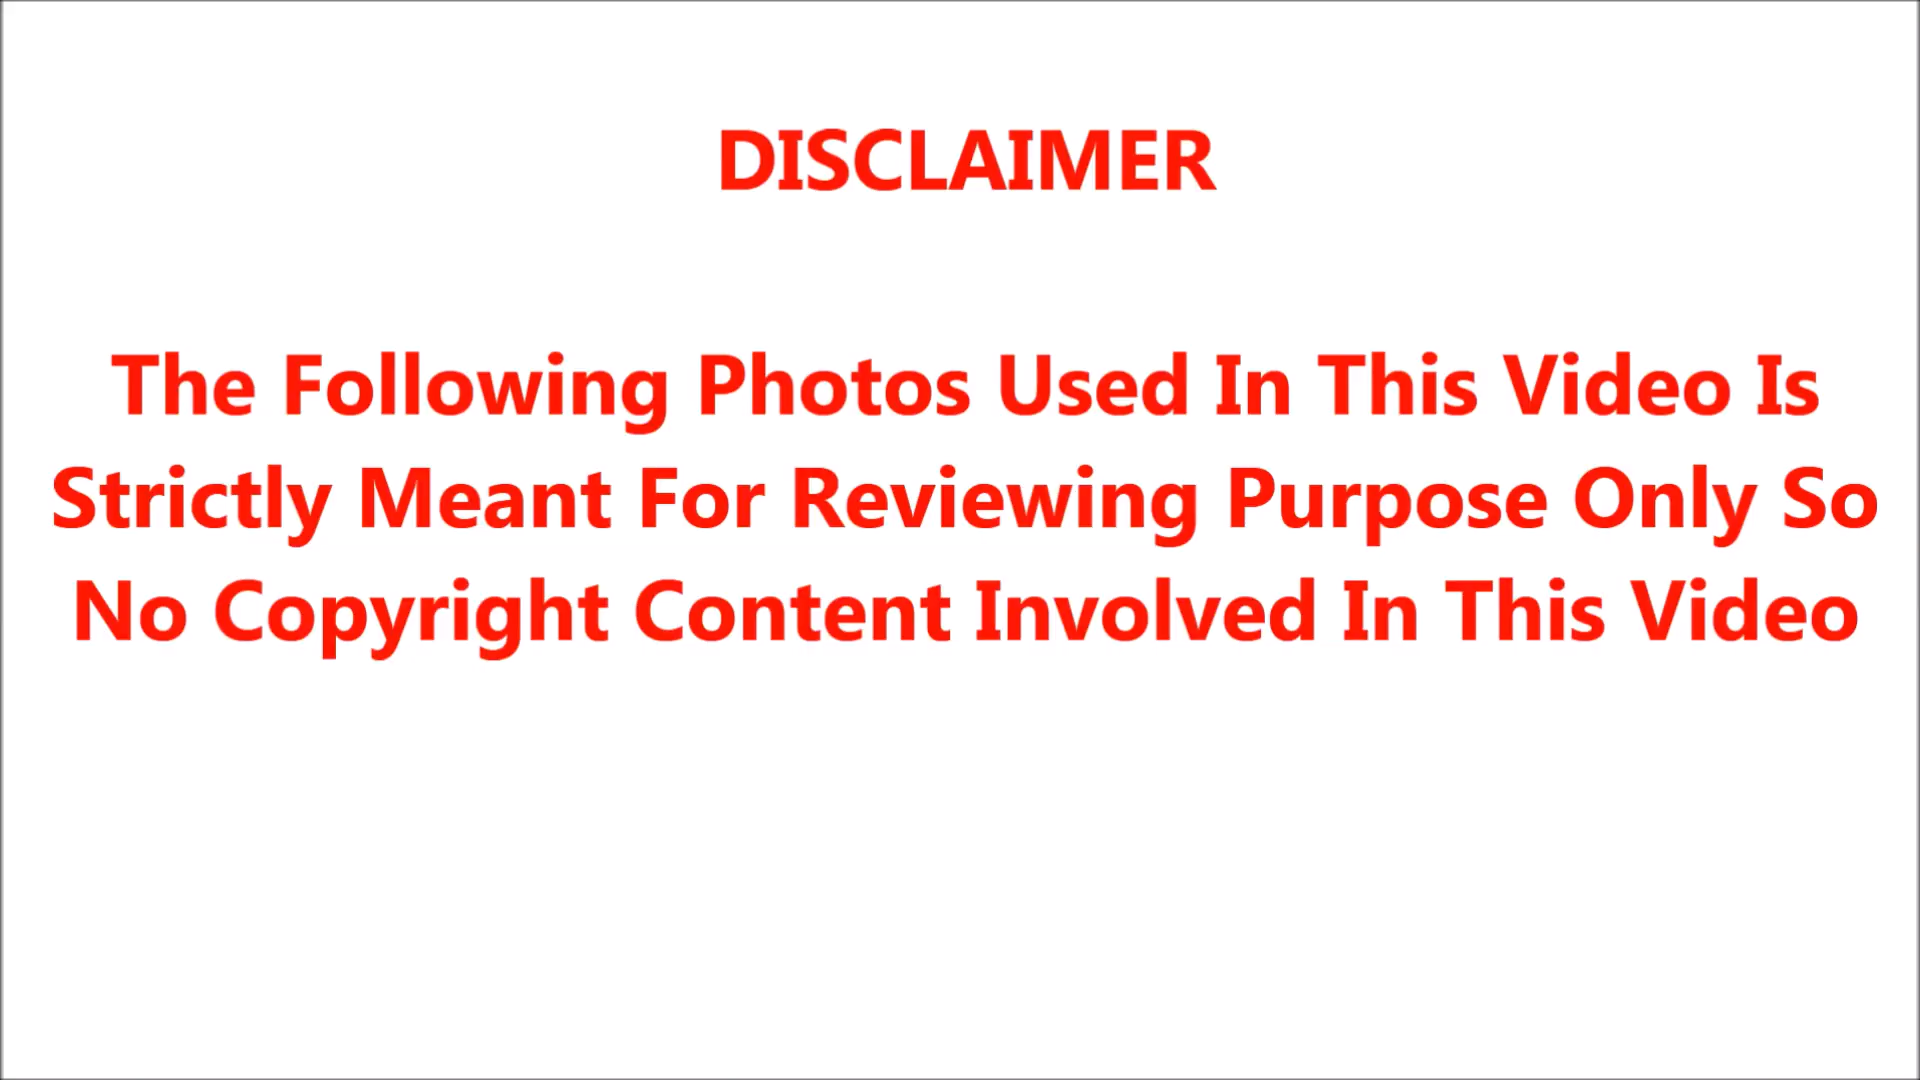 DISCLAIMER
The Following Photos Used In This Video Is
Strictly Meant For Reviewing Purpose Only So
No Copyright Content Involved In This Video